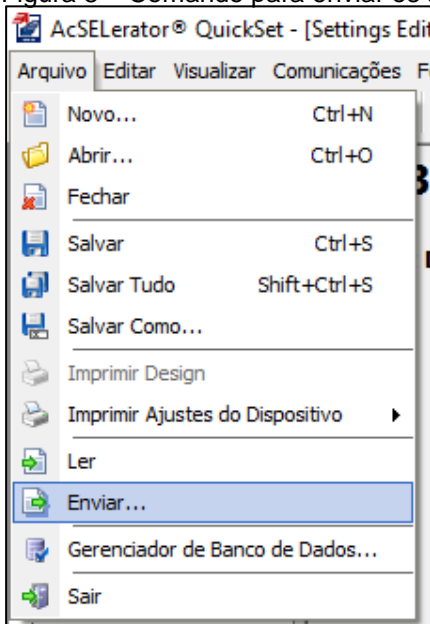 AcSELerator® QuickSet - [Settings Edit
Arquivo Editar Visualizar Comunicações
Novo... Ctrl+N
Abrir... Ctrl+O
Fechar
Salvar Ctrl+S
Salvar Tudo Shift+Ctrl+S
Salvar Como...
Imprimir Design
Imprimir Ajustes do Dispositivo
Ler
Enviar...
Gerenciador de Banco de Dados...
Sair